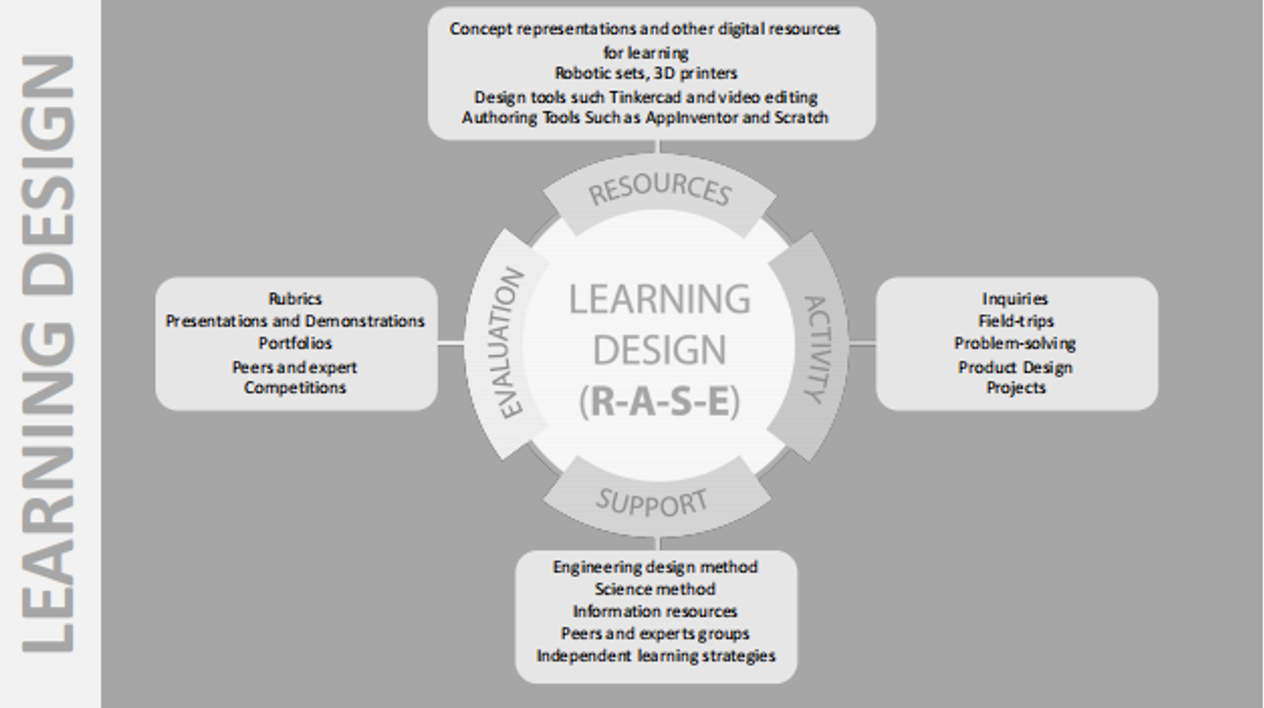 LEARNING DESIGN
Concept representations and other digital resources
for learning
Robotic sets, 3D printers
Design tools such Tinkercad and video editing
Authoring Tools Such as AppInventor and Scratch
RESOURCES
EVALUATION
Rubrics
Presentations and Demonstrations
Portfolios
Peers and expert
Competitions
LEARNING
DESIGN
(R-A-S-E)
ACTIVITY
Inquiries
Field-trips
Problem-solving
Product Design
Projects
SUPPORT
Engineering design method
Science method
Information resources
Peers and experts groups
Independent learning strategies